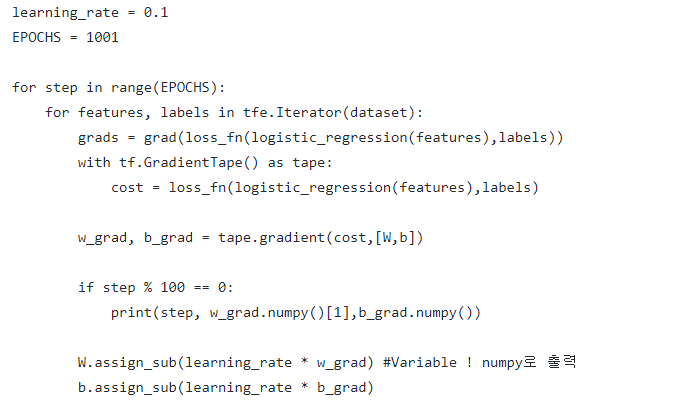 learning_rate = 0.1
EPOCHS = 1001
for step in range(EPOCHS):
    for features, labels in tfe.Iterator(dataset):
        grads = grad(loss_fn(logistic_regression(features),labels))
        with tf.GradientTape() as tape:
            cost = loss_fn(logistic_regression(features),labels)
        w_grad, b_grad = tape.gradient(cost,[W,b])
        if step % 100 == 0:
            print(step, w_grad.numpy()[1],b_grad.numpy())
        W.assign_sub(learning_rate * w_grad) #Variable ! numpy로 출력
        b.assign_sub(learning_rate * b_grad)